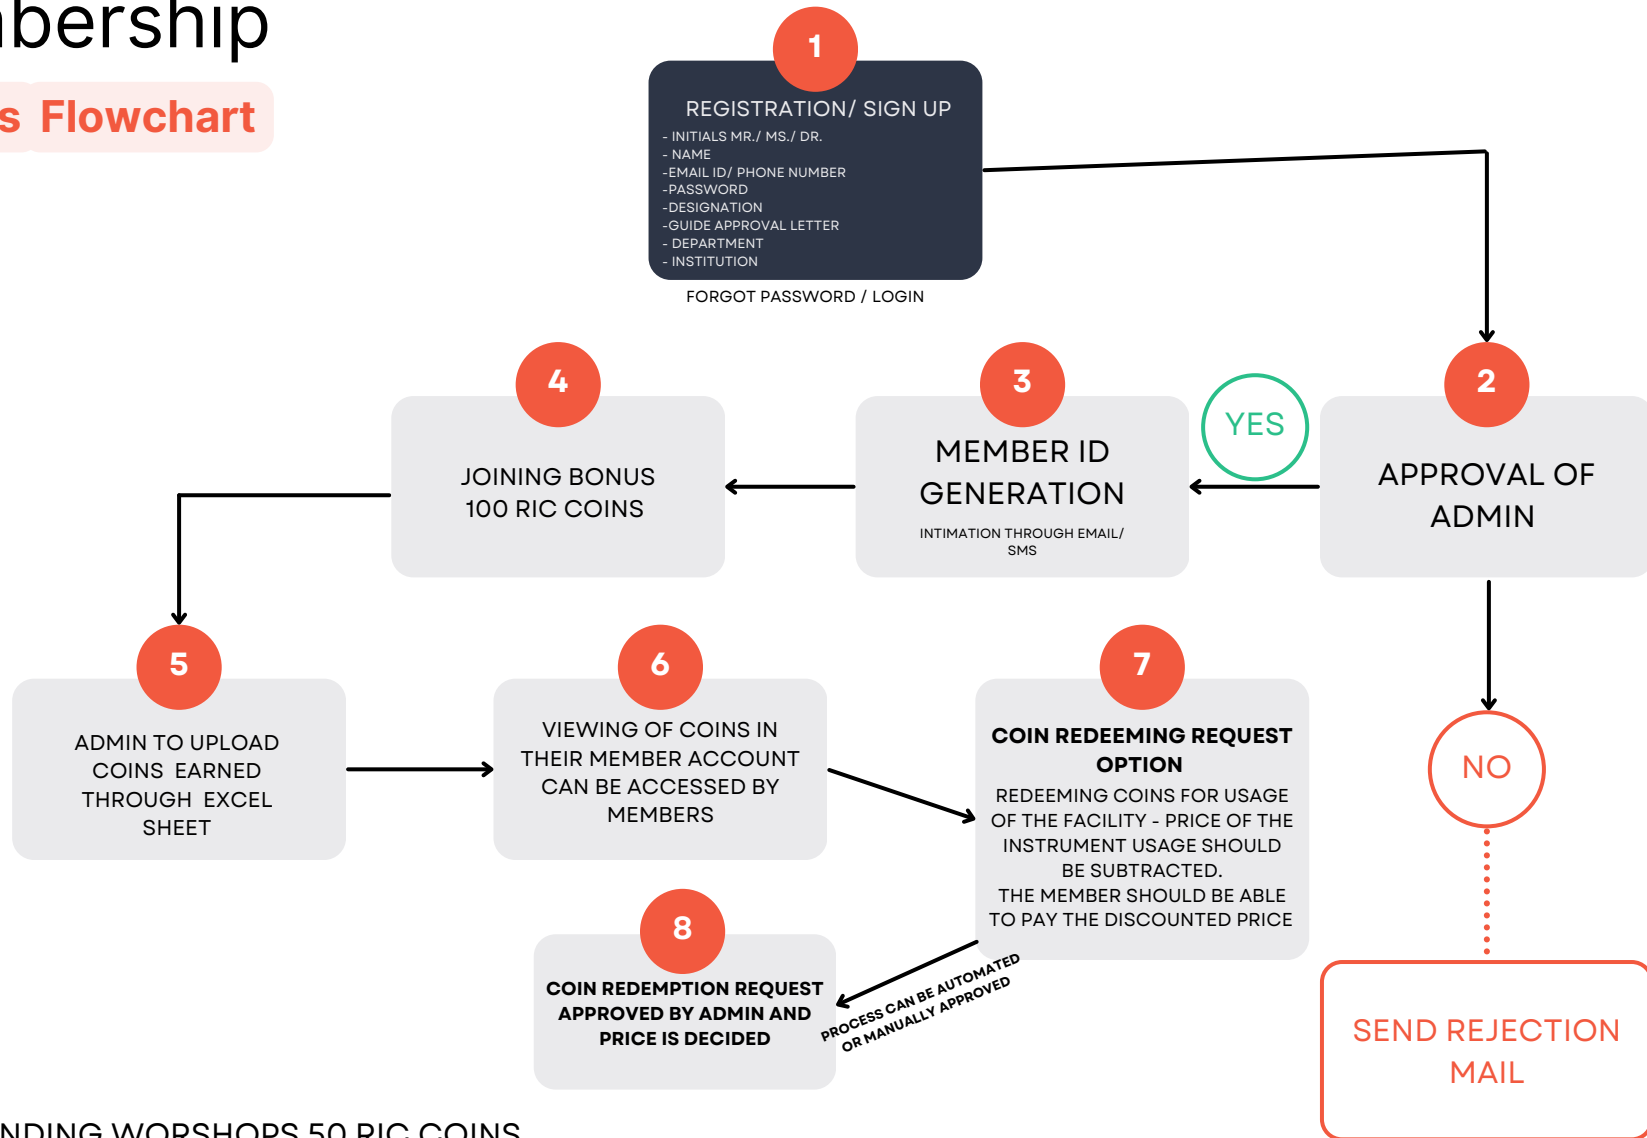 bership
s Flowchart
1
REGISTRATION/ SIGN UP
- INITIALS MR./ MS./ DR.
- NAME
-EMAIL ID/ PHONE NUMBER
-PASSWORD
-DESIGNATION
-GUIDE APPROVAL LETTER
- DEPARTMENT
- INSTITUTION
FORGOT PASSWORD / LOGIN
2
APPROVAL OF
ADMIN
YES
3
MEMBER ID
GENERATION
INTIMATION THROUGH EMAIL/
SMS
4
JOINING BONUS
100 RIC COINS
5
ADMIN TO UPLOAD
COINS EARNED
THROUGH EXCEL
SHEET
6
VIEWING OF COINS IN
THEIR MEMBER ACCOUNT
CAN BE ACCESSED BY
MEMBERS
7
COIN REDEEMING REQUEST
OPTION
REDEEMING COINS FOR USAGE
OF THE FACILITY - PRICE OF THE
INSTRUMENT USAGE SHOULD
BE SUBTRACTED.
THE MEMBER SHOULD BE ABLE
TO PAY THE DISCOUNTED PRICE
PROCESS CAN BE AUTOMATED
OR MANUALLY APPROVED
8
COIN REDEMPTION REQUEST
APPROVED BY ADMIN AND
PRICE IS DECIDED
NO
SEND REJECTION
MAIL
NDING WORSHOPS 50 RIC COINS